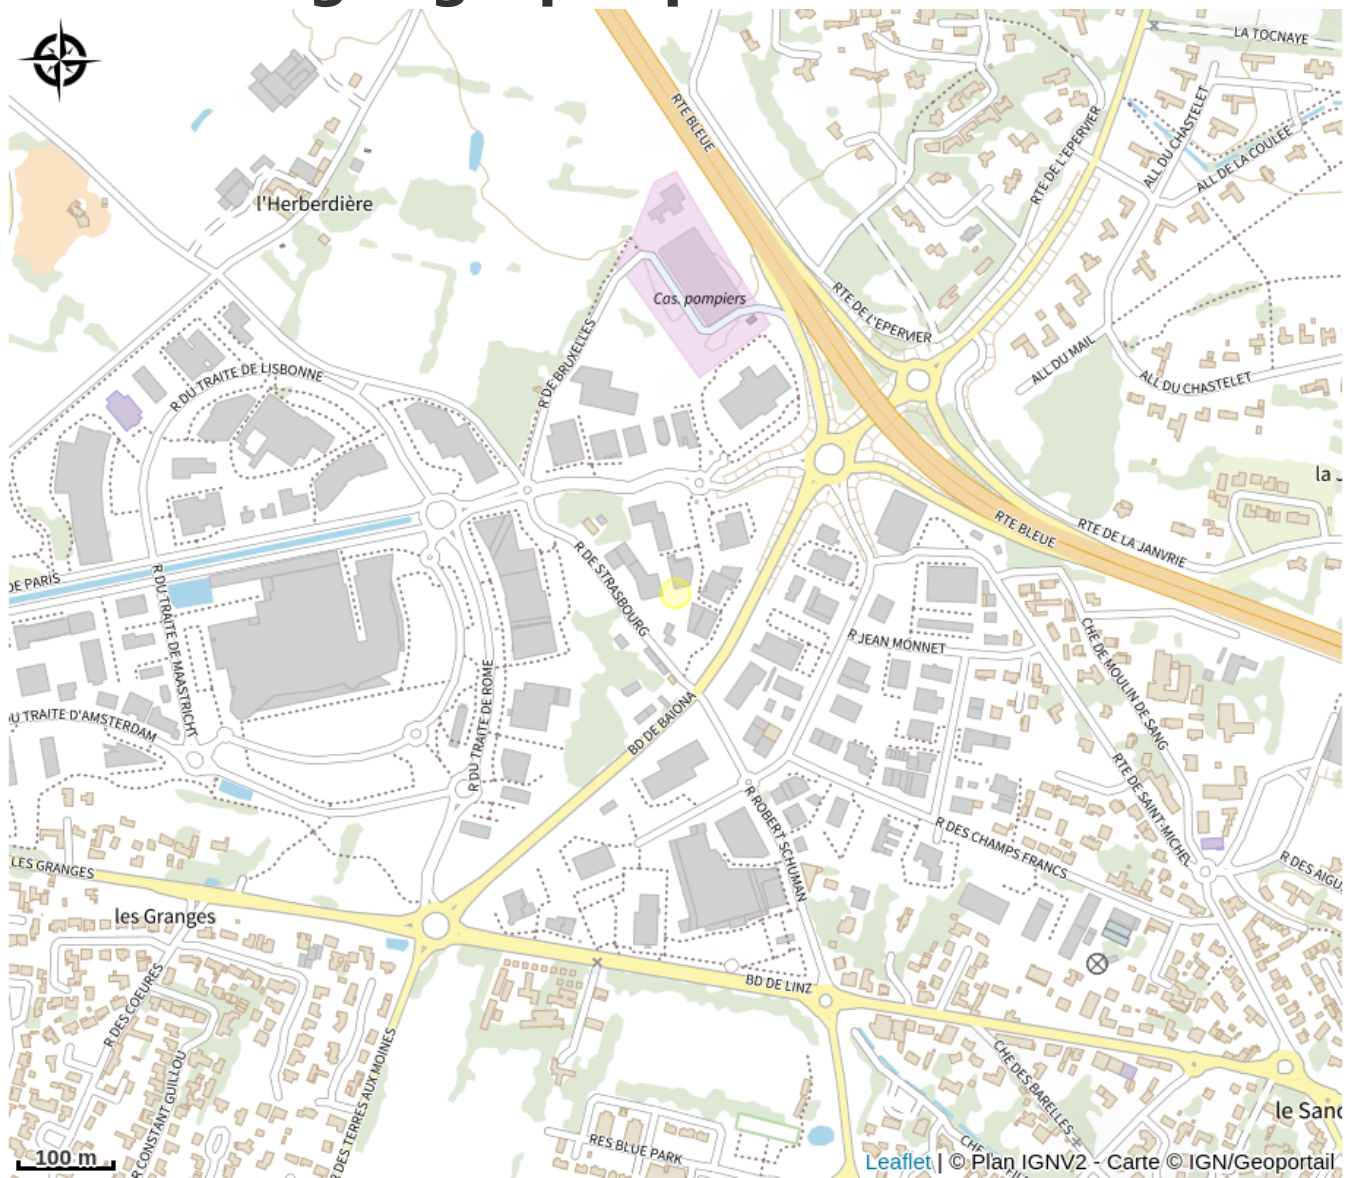 LA TOCNAYE
RTE BLEUE
RTE DE L'EPERVIER
ALL DU CHASTELET
ALL DE LA COULEE
l'Herberdière
Cas. pompiers
RTE DE L'EPERVIER
R DE BRUXELLES
ALL DU MAIL
ALL DU CHASTELET
R DU TRAITE DE LISBONNE
la J
RTE BLEUE
RTE DE LA JANVRIE
DE PARIS
R DE STRASBOURG
R DU TRAITE DE MAASTRICHT
R JEAN MONNET
CHE DE MOULIN DE SANG
R DU TRAITE DE ROME
BD DE BAIONA
U TRAITE D'AMSTERDAM
RTE DE SAINT-MICHEL
R ROBERT SCHUMAN
R DES CHAMPS FRANCS
LES GRANGES
R DES AIGU
les Granges
BD DE LINZ
R DES COEURES
R CONSTANT GUILLOU
R DES TERRES AUX MOINES
CHE DES BARELLES
le Sand
RES BLUE PARK
CHE
100 m
Leaflet | © Plan IGNV2 - Carte © IGN/Geoportail